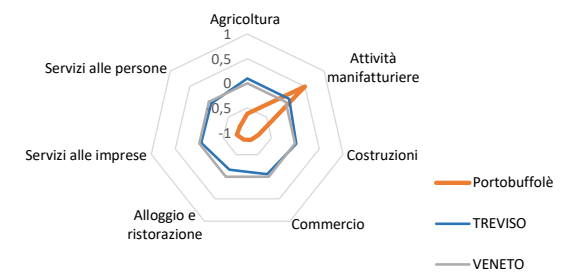 Agricoltura
1
0,5
0
0,5
-1
Attività
manifatturiere
Costruzioni
Commercio
Alloggio e
ristorazione
Servizi alle imprese
Servizi alle persone
Portobuffolè
TREVISO
VENETO